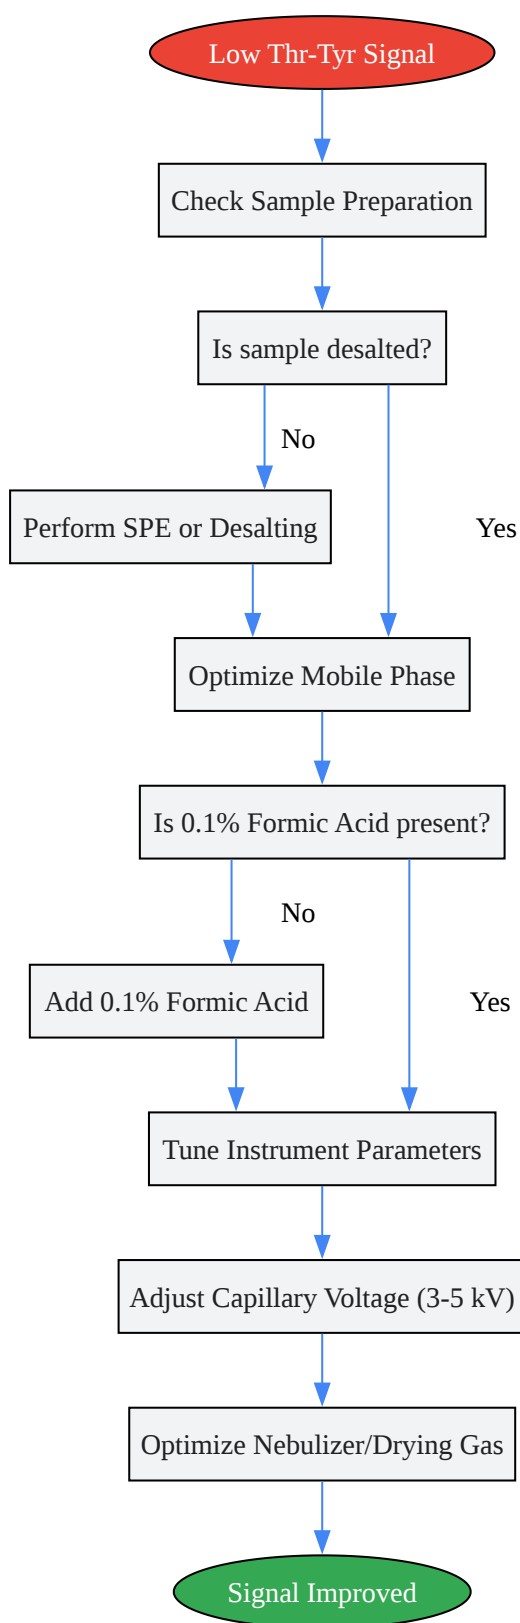 Low Thr-Tyr Signal
Check Sample Preparation
Is sample desalted?
No
Perform SPE or Desalting
Yes
Optimize Mobile Phase
Is 0.1% Formic Acid present?
No
Add 0.1% Formic Acid
Yes
Tune Instrument Parameters
Adjust Capillary Voltage (3-5 kV)
Optimize Nebulizer/Drying Gas
Signal Improved